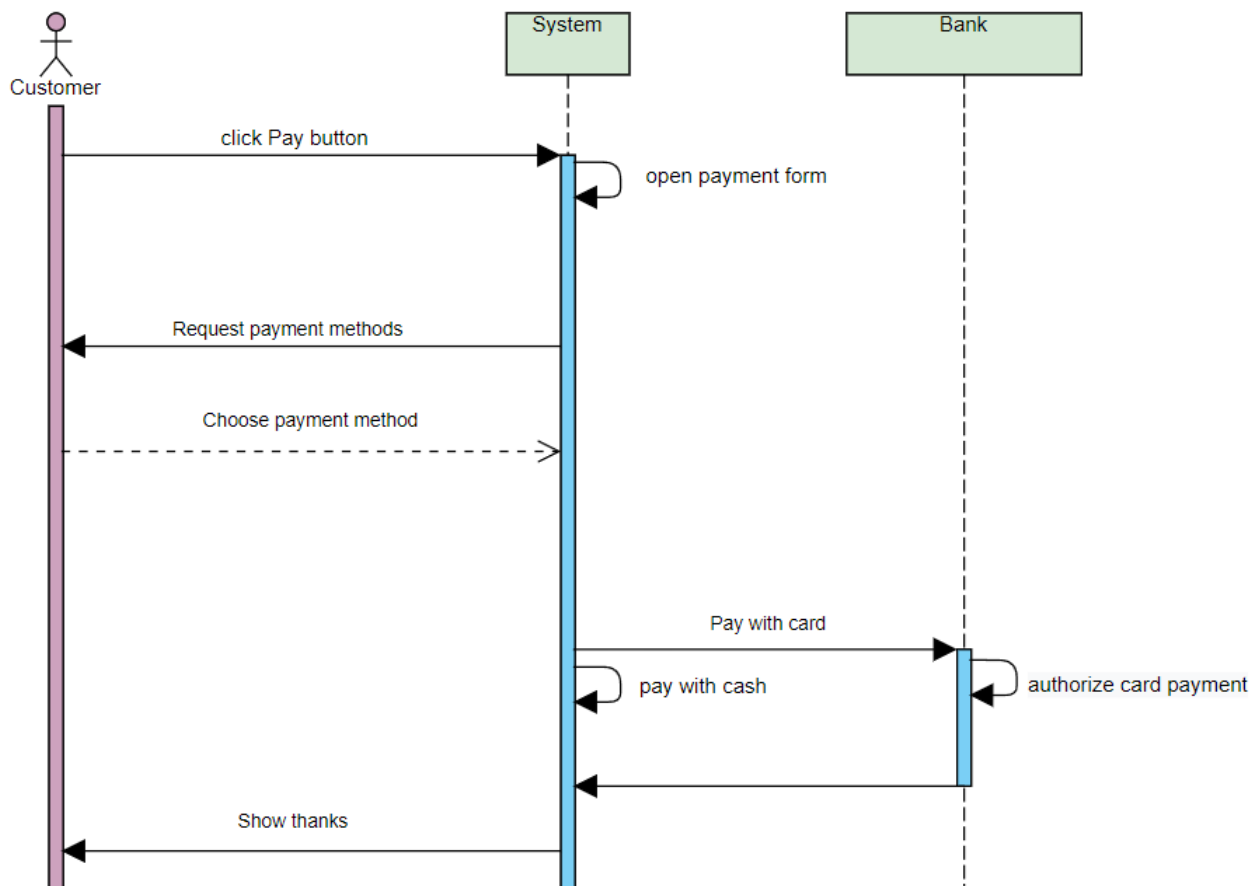 System
Bank
Customer
click Pay button
open payment form
Request payment methods
Choose payment method
Pay with card
pay with cash
authorize card payment
Show thanks